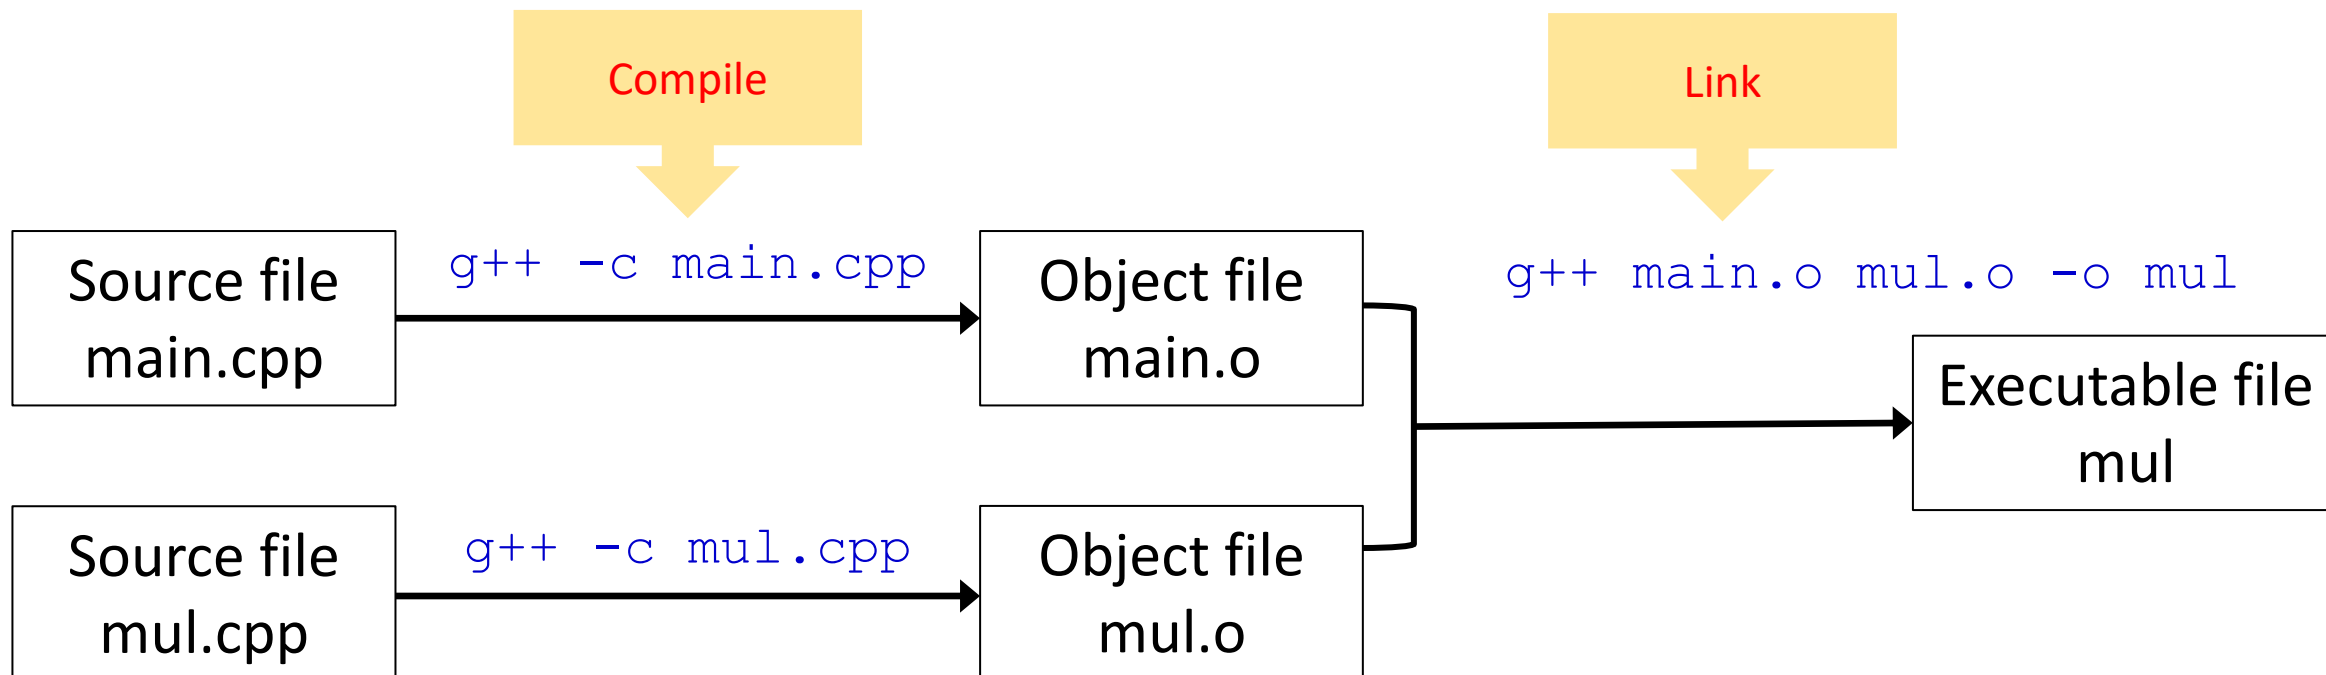 Compile
Link
Source file
main.cpp
g++ -c main.cpp
Object file
main.o
g++ main.o mul.o -o mul
Executable file
mul
Source file
mul.cpp
g++ -c mul.cpp
Object file
mul.o